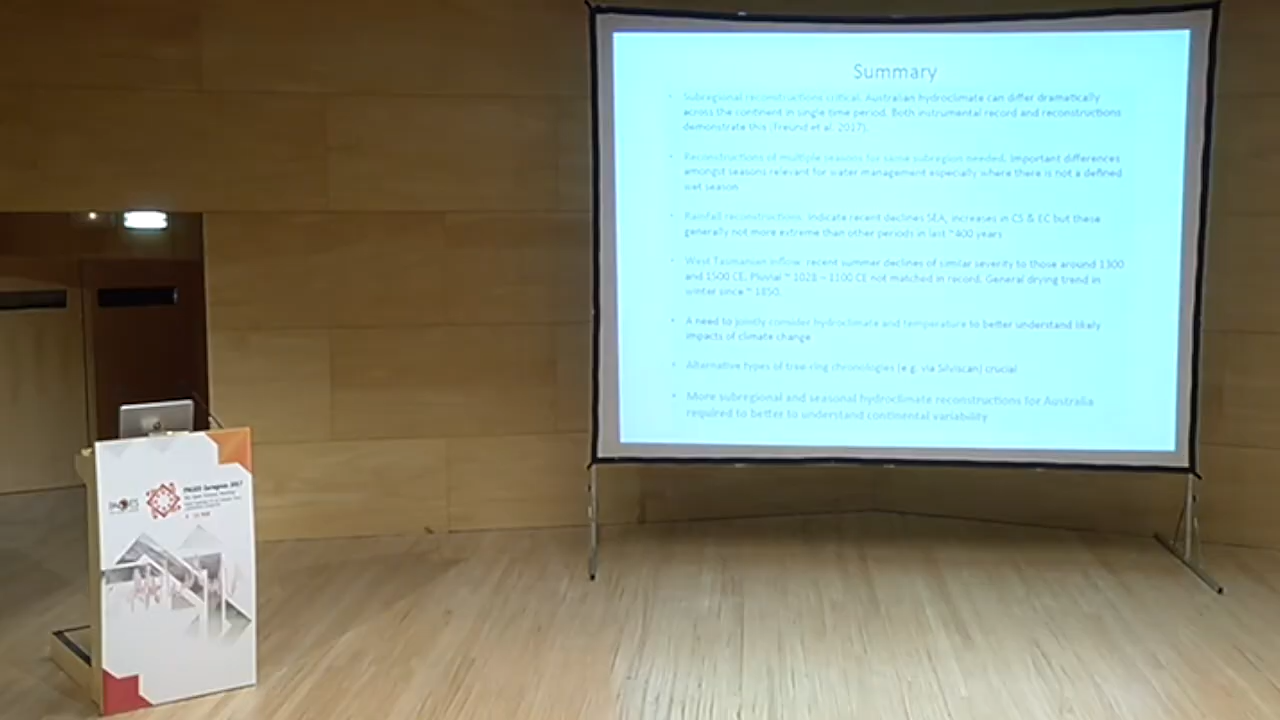 Summary
• Subregional reconstructions critical. Australian hydroclimate can differ dramatically
across the continent in single time period. Both instrumental record and reconstructions
demonstrate this (Freund et al. 2017).
• Reconstructions of multiple seasons for same subregion needed. Important differences
amongst seasons relevant for water management especially where there is not a defined
wet season
• Rainfall reconstructions: indicate recent declines SEA, increases in CS & EC but these
generally not more extreme than other periods in last ~400 years
• West Tasmanian inflow: recent summer declines of similar severity to those around 1300
and 1500 CE. Pluvial ~ 1028 – 1100 CE not matched in record. General drying trend in
winter since ~ 1850.
• A need to jointly consider hydroclimate and temperature to better understand likely
impacts of climate change
• Alternative types of tree-ring chronologies (e.g. via Silviscan) crucial
• More subregional and seasonal hydroclimate reconstructions for Australia
required to better to understand continental variability
PAGES
PAGES Zaragoza 2017